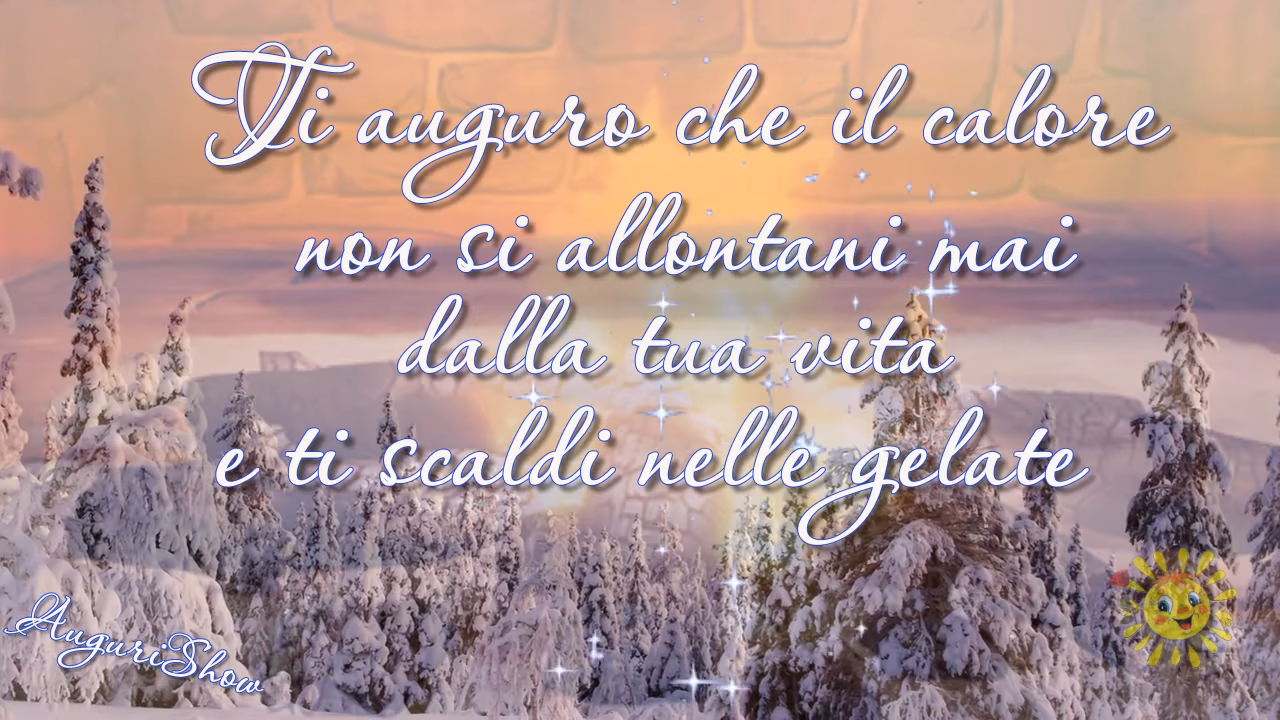 Ti auguro che il calore
non si allontani mai
dalla tua vita
e ti scaldi nelle gelate
AuguriShow